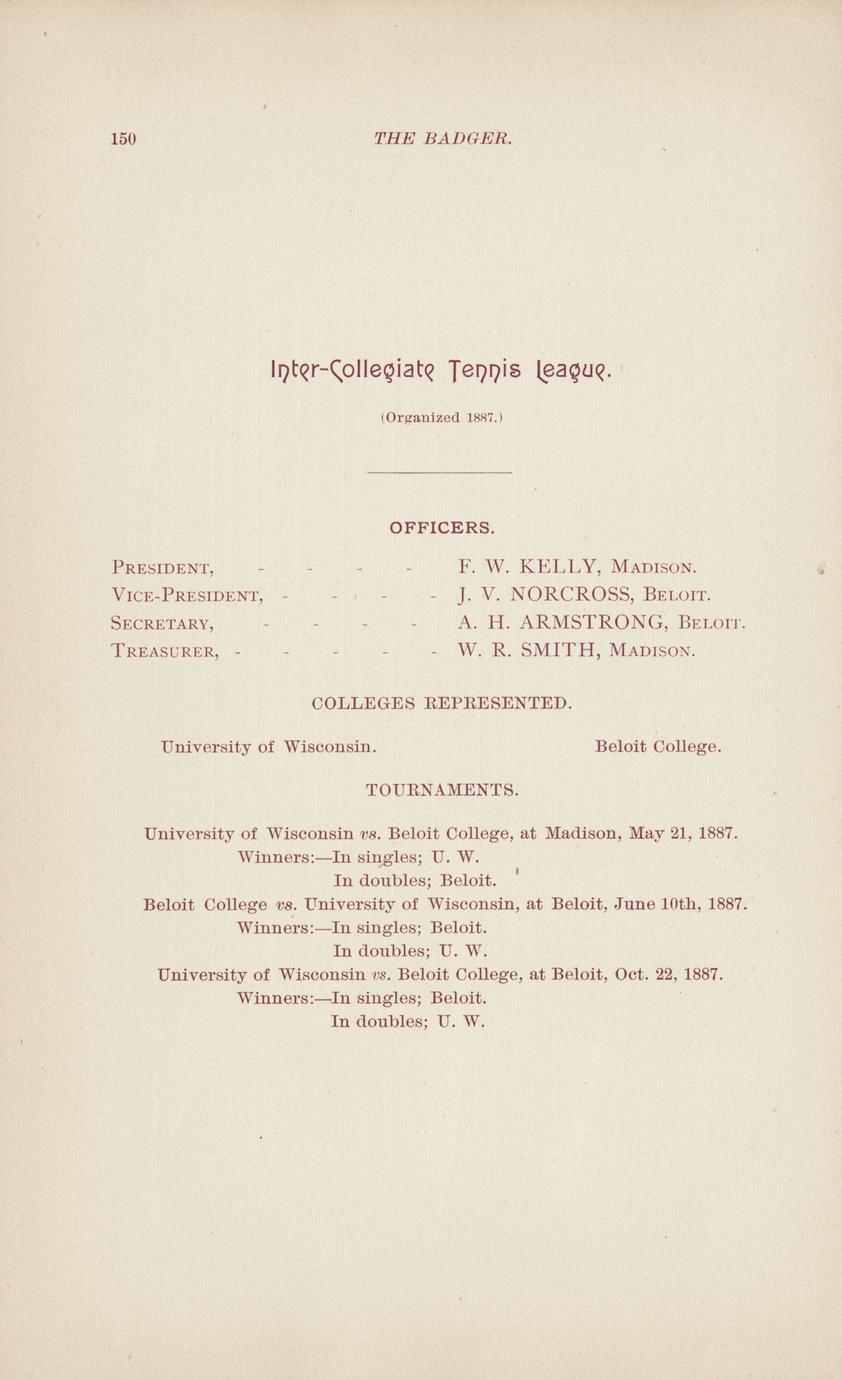 150 THE BADGER.
Inter-Collegiate Tennis League.
(Organized 1887.)
OFFICERS.
PRESIDENT, - - - - F. W. KELLY, MADISON.
VICE-PRESIDENT, - - - - J. V. NORCROSS, BELOIT.
SECRETARY, - - - - A. H. ARMSTRONG, BELOIT.
TREASURER, - - - - - W. R. SMITH, MADISON.
COLLEGES REPRESENTED.
University of Wisconsin. Beloit College.
TOURNAMENTS.
University of Wisconsin vs. Beloit College, at Madison, May 21, 1887.
Winners:—In singles; U. W.
In doubles; Beloit.
Beloit College vs. University of Wisconsin, at Beloit, June 10th, 1887.
Winners:—In singles; Beloit.
In doubles; U. W.
University of Wisconsin vs. Beloit College, at Beloit, Oct. 22, 1887.
Winners:—In singles; Beloit.
In doubles; U. W.